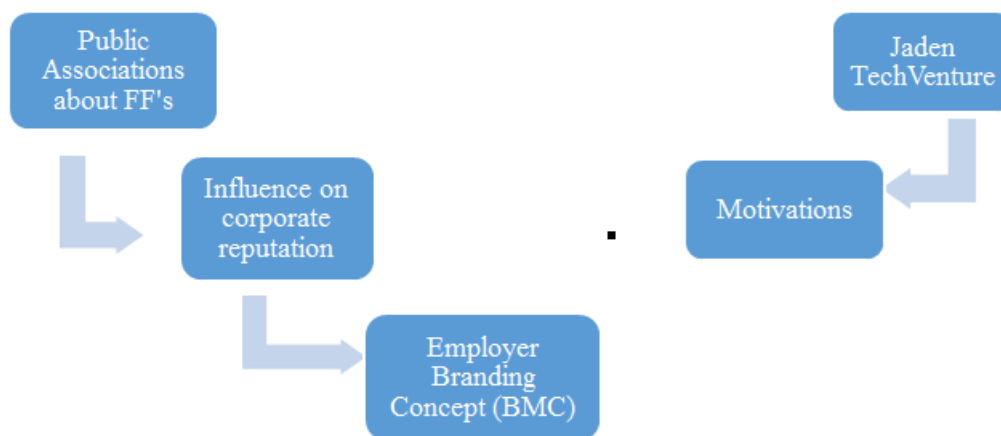 Public
Associations
about FF's
Influence on
corporate
reputation
Employer
Branding
Concept (BMC)
Jaden
TechVenture
Motivations